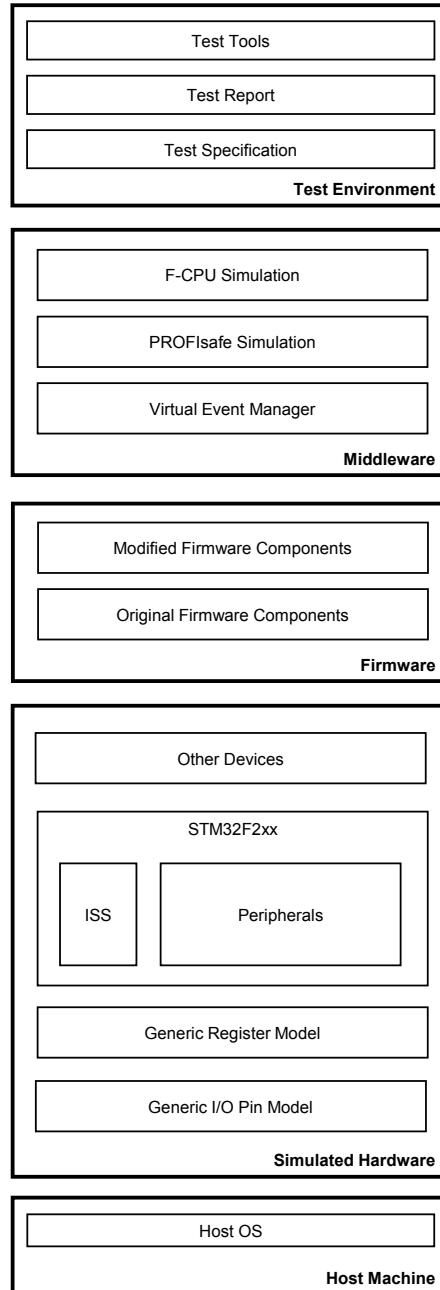 Test Tools
Test Report
Test Specification
Test Environment
F-CPU Simulation
PROFIsafe Simulation
Virtual Event Manager
Middleware
Modified Firmware Components
Original Firmware Components
Firmware
Other Devices
STM32F2xx
ISS
Peripherals
Generic Register Model
Generic I/O Pin Model
Simulated Hardware
Host OS
Host Machine